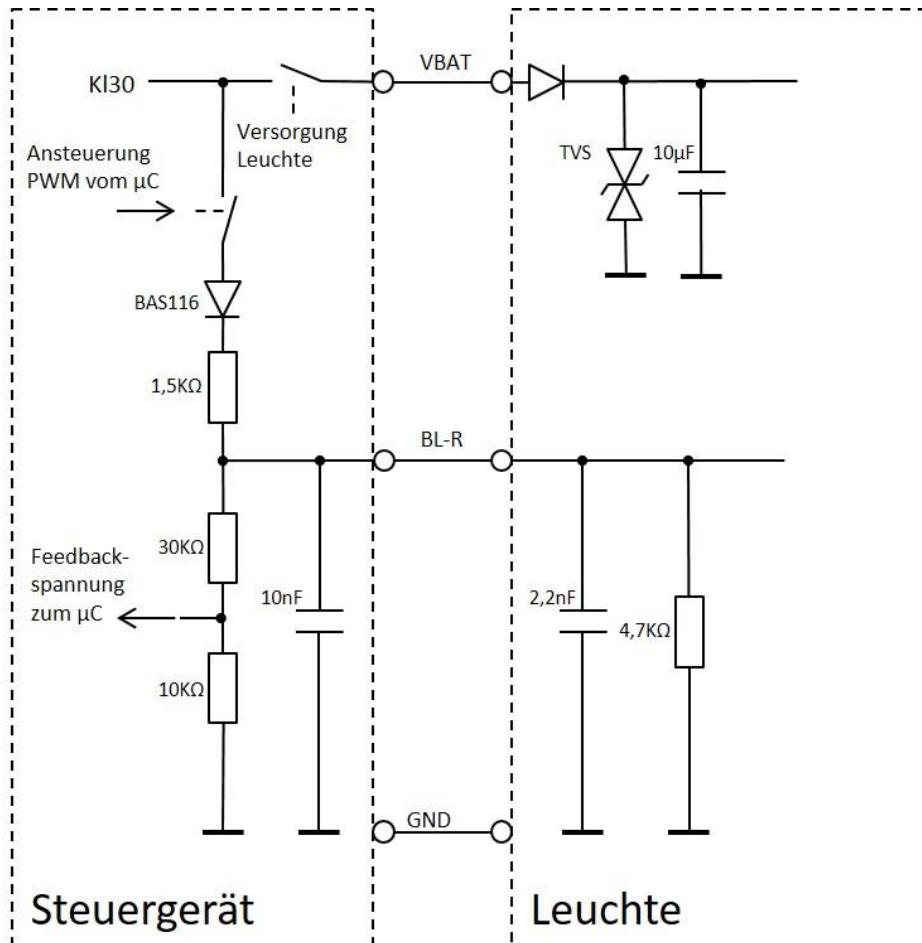 VBAT
Kl30
Versorgung
Leuchte
Ansteuerung
PWM vom µC
TVS
10µF
BAS116
1,5KΩ
BL-R
30KΩ
Feedback-
spannung
zum µC
10nF
2,2nF
4,7KΩ
10KΩ
GND
Steuergerät
Leuchte